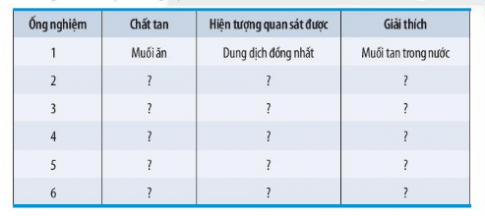 Ống nghiệm Chất tan Hiện tượng quan sát được Giải thích
1 Muối ăn Dung dịch đồng nhất Muối tan trong nước
2 ? ? ?
3 ? ? ?
4 ? ? ?
5 ? ? ?
6 ? ? ?